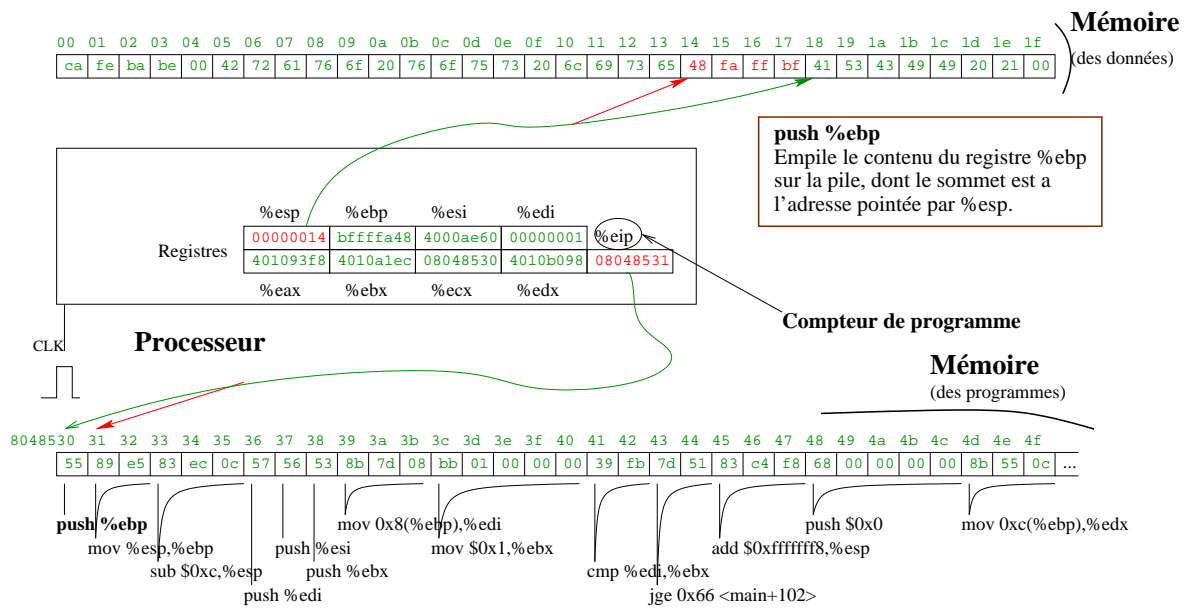 Mémoire
(des données)
00 01 02 03 04 05 06 07 08 09 0a 0b 0c 0d 0e 0f 10 11 12 13 14 15 16 17 18 19 1a 1b 1c 1d 1e 1f
ca fe ba be 00 42 72 61 76 6f 20 76 6f 75 73 20 6c 69 73 65 48 fa ff bf 41 53 43 49 49 20 21 00
push %ebp
Empile le contenu du registre %ebp
sur la pile, dont le sommet est a
l'adresse pointée par %esp.
%esp %ebp %esi %edi
00000014 bffffa48 4000ae60 00000001 %eip
Registres
401093f8 4010a1ec 08048530 4010b098 08048531
%eax %ebx %ecx %edx
Compteur de programme
CLK
Processeur
Mémoire
(des programmes)
8048530 31 32 33 34 35 36 37 38 39 3a 3b 3c 3d 3e 3f 40 41 42 43 44 45 46 47 48 49 4a 4b 4c 4d 4e 4f
55 89 e5 83 ec 0c 57 56 53 8b 7d 08 bb 01 00 00 00 39 fb 7d 51 83 c4 f8 68 00 00 00 00 8b 55 0c ...
push %ebp
mov 0x8(%ebp),%edi
push $0x0
mov 0xc(%ebp),%edx
mov %esp,%ebp
push %esi
mov $0x1,%ebx
add $0xfffffff8,%esp
sub $0xc,%esp
push %ebx
cmp %edi,%ebx
push %edi
jge 0x66 <main+102>